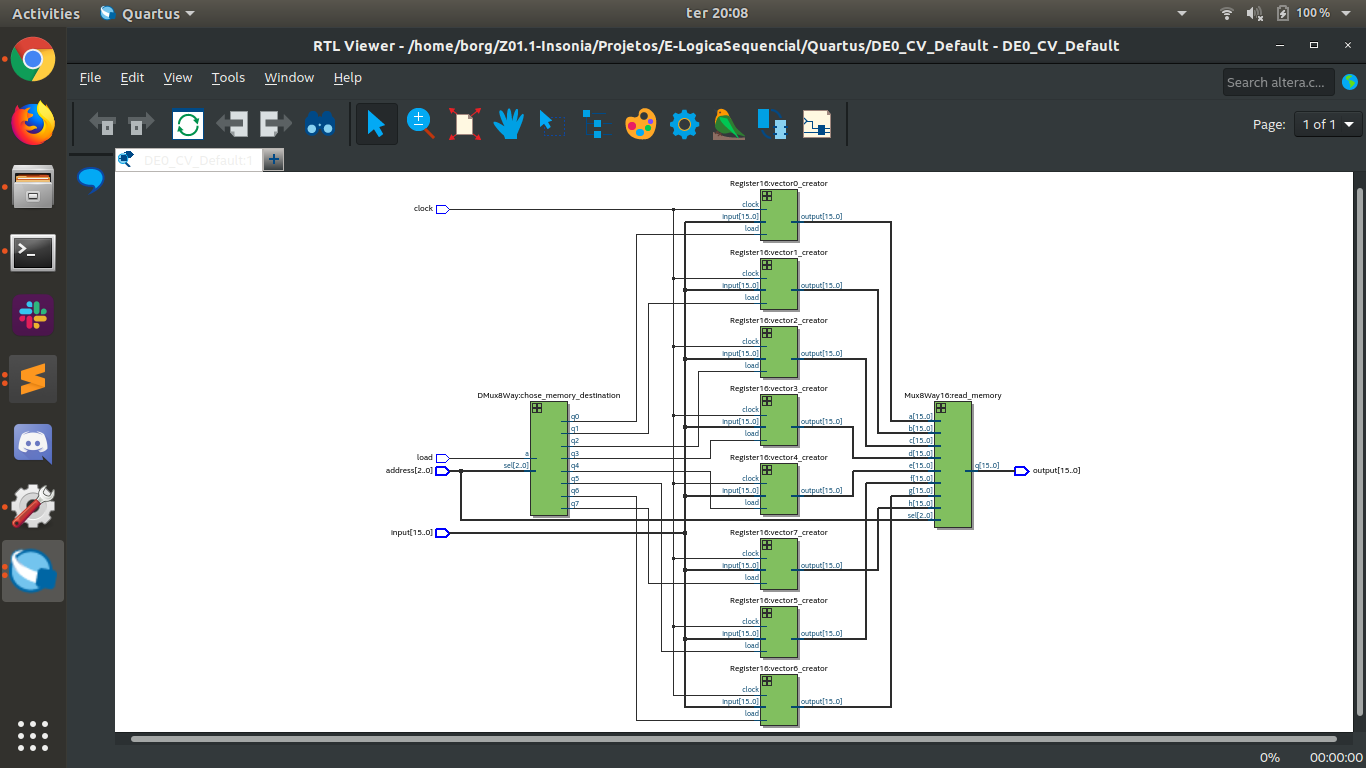 Activities
Quartus
ter 20:08
100 %
RTL Viewer - /home/borg/Z01.1-Insonia/Projetos/E-LogicaSequencial/Quartus/DE0_CV_Default - DE0_CV_Default
File Edit View Tools Window Help
Search altera.c...
Page: 1 of 1
DE0_CV_Default:1
+
Register16:vector0_creator
clock
clock
input[15..0]
output[15..0]
load
Register16:vector1_creator
clock
input[15..0]
output[15..0]
load
Register16:vector2_creator
clock
input[15..0]
output[15..0]
load
Register16:vector3_creator
clock
input[15..0]
output[15..0]
load
DMux8Way:chose_memory_destination
q0
q1
q2
q3
q4
q5
q6
q7
load
a
address[2..0]
sel[2..0]
Register16:vector4_creator
clock
input[15..0]
output[15..0]
load
Mux8Way16:read_memory
a[15..0]
b[15..0]
c[15..0]
d[15..0]
e[15..0]
f[15..0]
g[15..0]
h[15..0]
sel[2..0]
q[15..0]
output[15..0]
input[15..0]
Register16:vector7_creator
clock
input[15..0]
output[15..0]
load
Register16:vector5_creator
clock
input[15..0]
output[15..0]
load
Register16:vector6_creator
clock
input[15..0]
output[15..0]
load
0% 00:00:00